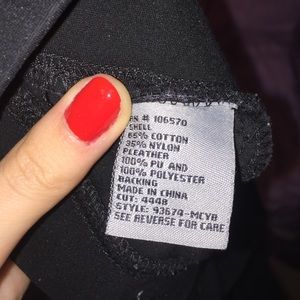 RN # 106570
SHELL
65% COTTON
35% NYLON
PLEATHER
100% PU AND
100% POLYESTER
BACKING
MADE IN CHINA
CUT: 4448
STYLE: 93674-MCYB
SEE REVERSE FOR CARE